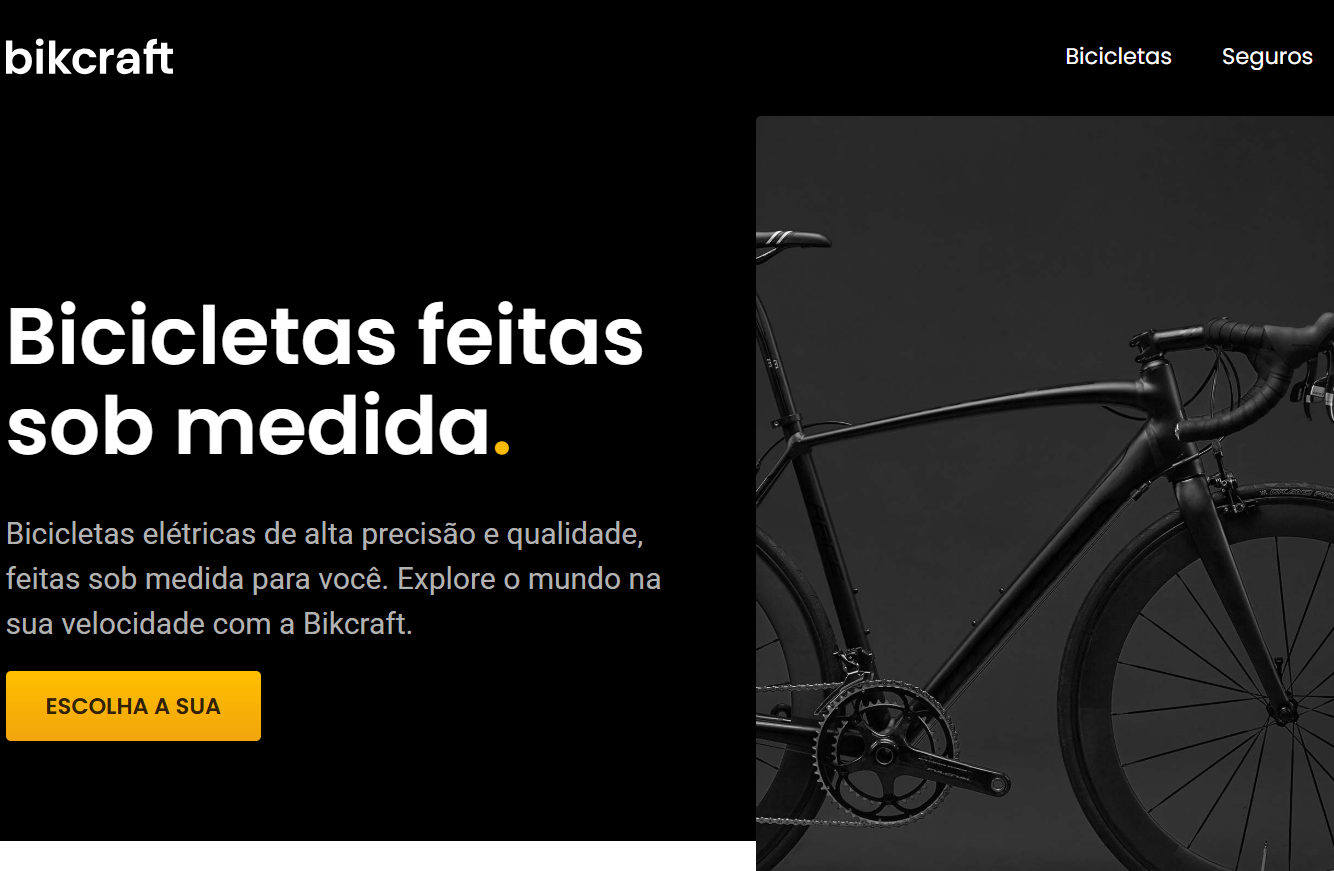 bikcraft
Bicicletas
Seguros
Bicicletas feitas
sob medida.
Bicicletas elétricas de alta precisão e qualidade,
feitas sob medida para você. Explore o mundo na
sua velocidade com a Bikcraft.
ESCOLHA A SUA